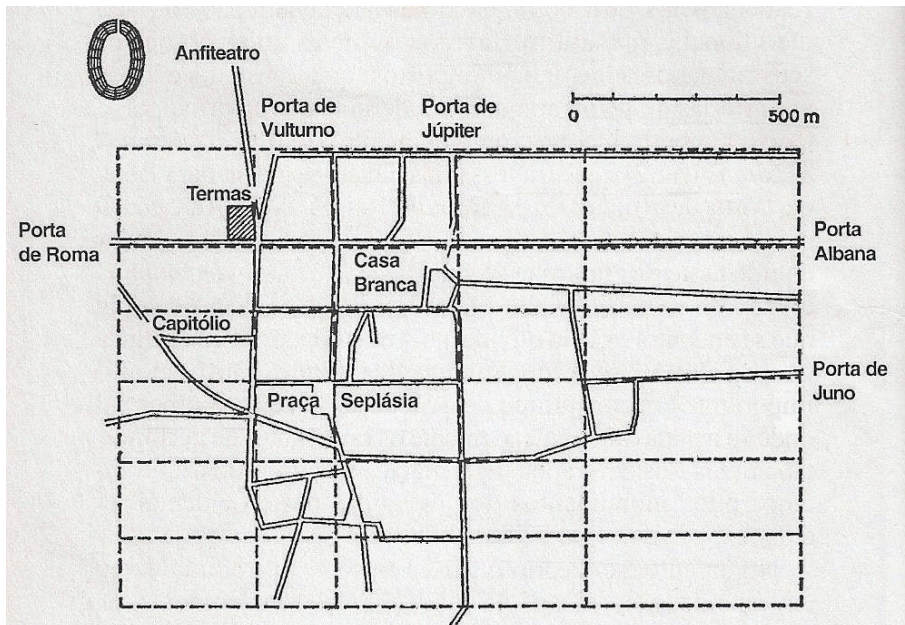 Anfiteatro
Porta de
Vulturno
Porta de
Júpiter
0
500 m
Termas
Porta
de Roma
Casa
Branca
Porta
Albana
Capitólio
Praça
Seplásia
Porta de
Juno